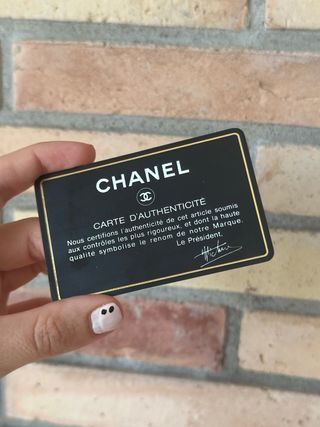 CHANEL
CARTE D'AUTHENTICITÉ
Nous certifions l'authenticité de cet article soumis
aux contrôles les plus rigoureux, et dont la haute
qualité symbolise le renom de notre Marque.
Le Président.